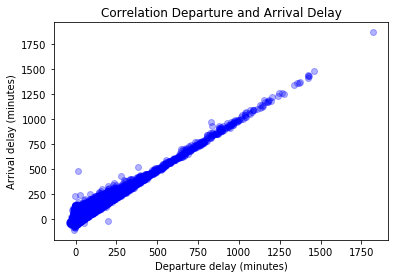 Correlation Departure and Arrival Delay
1750
1500
1250
1000
750
500
250
0
Arrival delay (minutes)
0 250 500 750 1000 1250 1500 1750
Departure delay (minutes)